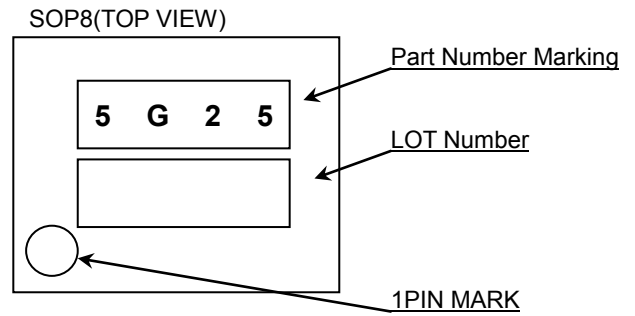 SOP8(TOP VIEW)
Part Number Marking
5 G 2 5
LOT Number
1PIN MARK